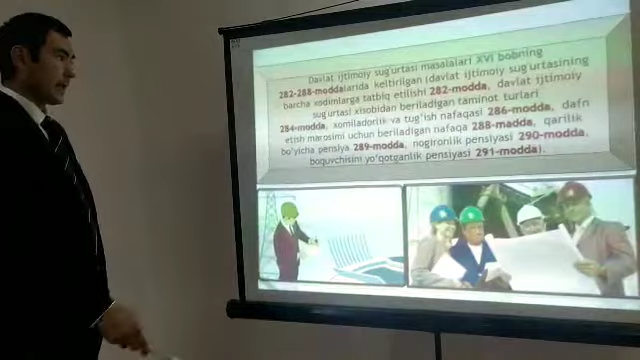 Davlat ijtimoiy sug'urtasi masalalari XVI bobning
282-288-moddalarida keltirilgan (davlat ijtimoiy sug'urtasining
barcha xodimlarga tatbiq etilishi 282-modda, davlat ijtimoiy
sug'urtasi xisobidan beriladigan taminot turlari
284-modda, xomiladorlik va tug'ish nafaqasi 286-modda, dafn
etish marosimi uchun beriladigan nafaqa 288-madda, qarilik
bo'yicha pensiya 289-modda, nogironlik pensiyasi 290-modda,
boquvchisini yo'qotganlik pensiyasi 291-modda).